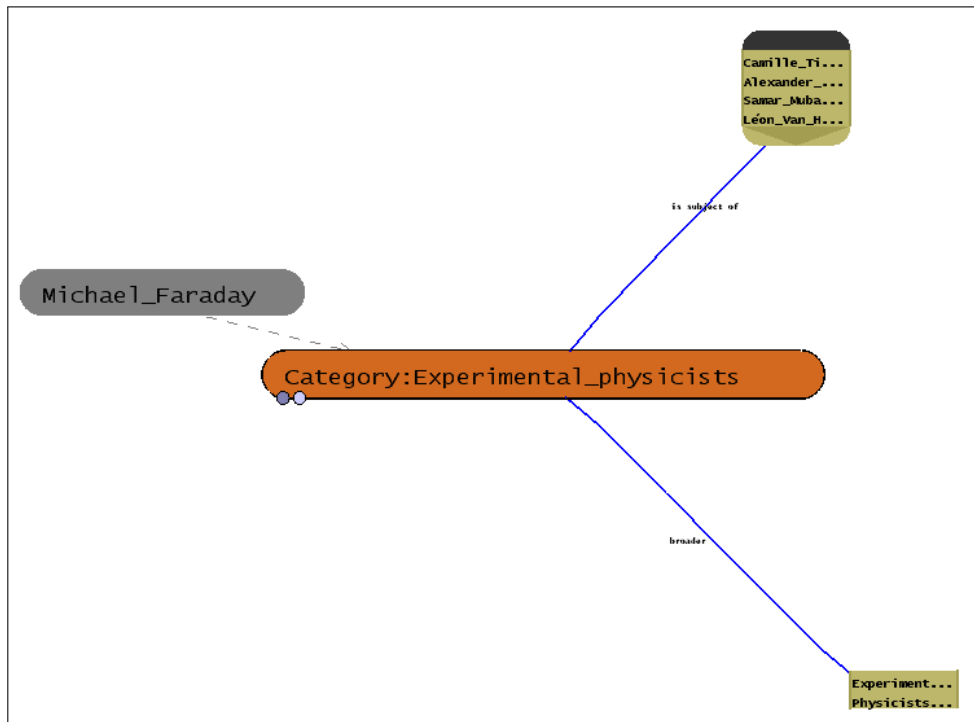 Camille_Ti...
Alexander_...
Samar_Muba...
Léon_Van_H...
is subject of
Michael_Faraday
Category:Experimental_physicists
broader
Experiment...
Physicists...